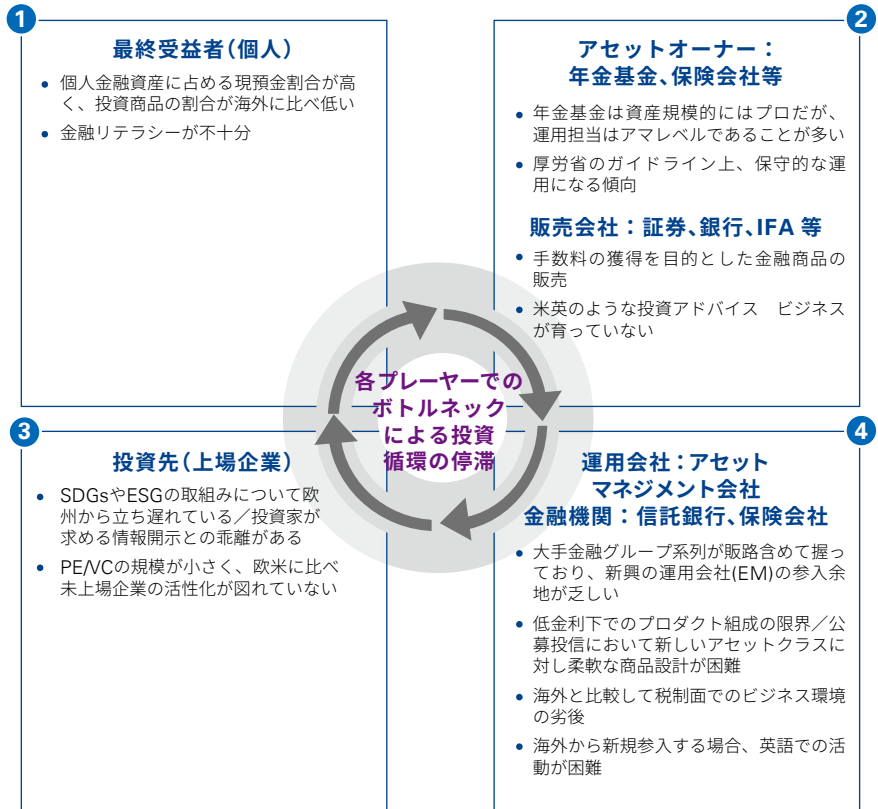 1
最終受益者（個人）
• 個人金融資産に占める現預金割合が高
く、投資商品の割合が海外に比べ低い
• 金融リテラシーが不十分
2
アセットオーナー：
年金基金、保険会社等
• 年金基金は資産規模的にはプロだが、
運用担当はアマレベルであることが多い
• 厚労省のガイドライン上、保守的な運
用になる傾向
販売会社：証券、銀行、IFA 等
• 手数料の獲得を目的とした金融商品の
販売
• 米英のような投資アドバイス　ビジネス
が育っていない
各プレーヤーでの
ボトルネック
による投資
循環の停滞
3
投資先（上場企業）
• SDGsやESGの取組みについて欧
州から立ち遅れている／投資家が
求める情報開示との乖離がある
• PE/VCの規模が小さく、欧米に比べ
未上場企業の活性化が図れていない
4
運用会社：アセット
マネジメント会社
金融機関：信託銀行、保険会社
• 大手金融グループ系列が販路含めて握っ
ており、新興の運用会社(EM)の参入余
地が乏しい
• 低金利下でのプロダクト組成の限界／公
募投信において新しいアセットクラスに
対し柔軟な商品設計が困難
• 海外と比較して税制面でのビジネス環境
の劣後
• 海外から新規参入する場合、英語での活
動が困難